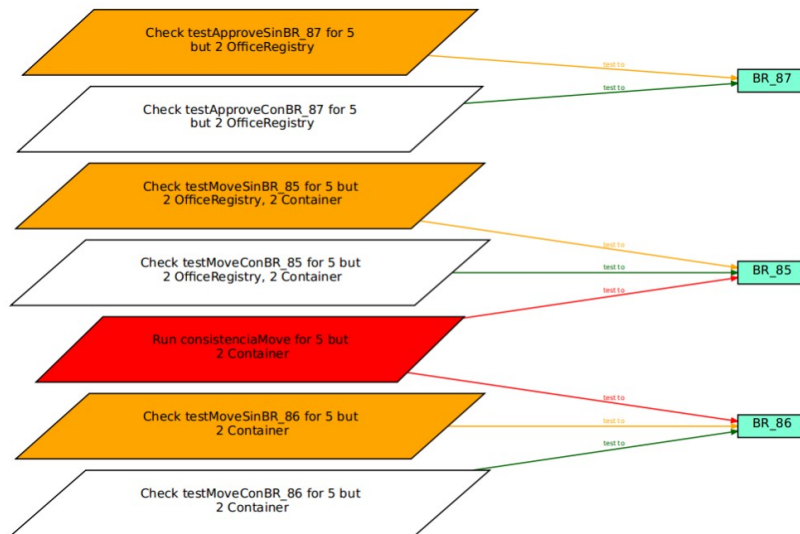 Check testApproveSinBR_87 for 5
but 2 OfficeRegistry
test to
BR_87
Check testApproveConBR_87 for 5
but 2 OfficeRegistry
test to
Check testMoveSinBR_85 for 5 but
2 OfficeRegistry, 2 Container
test to
Check testMoveConBR_85 for 5 but
2 OfficeRegistry, 2 Container
test to
BR_85
test to
Run consistenciaMove for 5 but
2 Container
test to
Check testMoveSinBR_86 for 5 but
2 Container
test to
BR_86
test to
Check testMoveConBR_86 for 5 but
2 Container